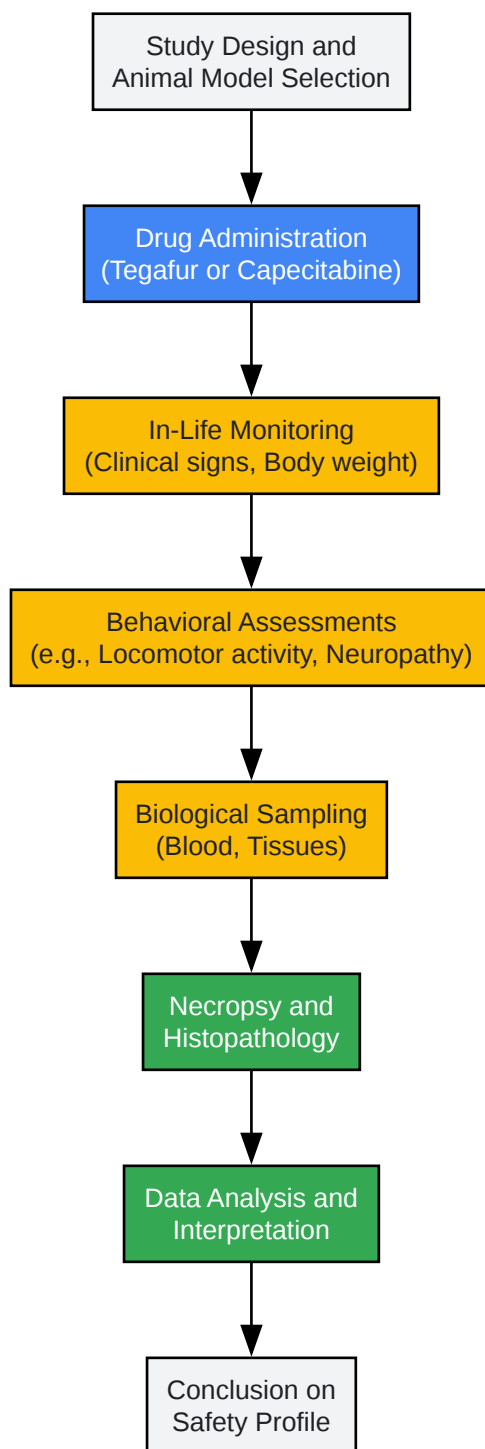 Study Design and
Animal Model Selection
Drug Administration
(Tegafur or Capecitabine)
In-Life Monitoring
(Clinical signs, Body weight)
Behavioral Assessments
(e.g., Locomotor activity, Neuropathy)
Biological Sampling
(Blood, Tissues)
Necropsy and
Histopathology
Data Analysis and
Interpretation
Conclusion on
Safety Profile